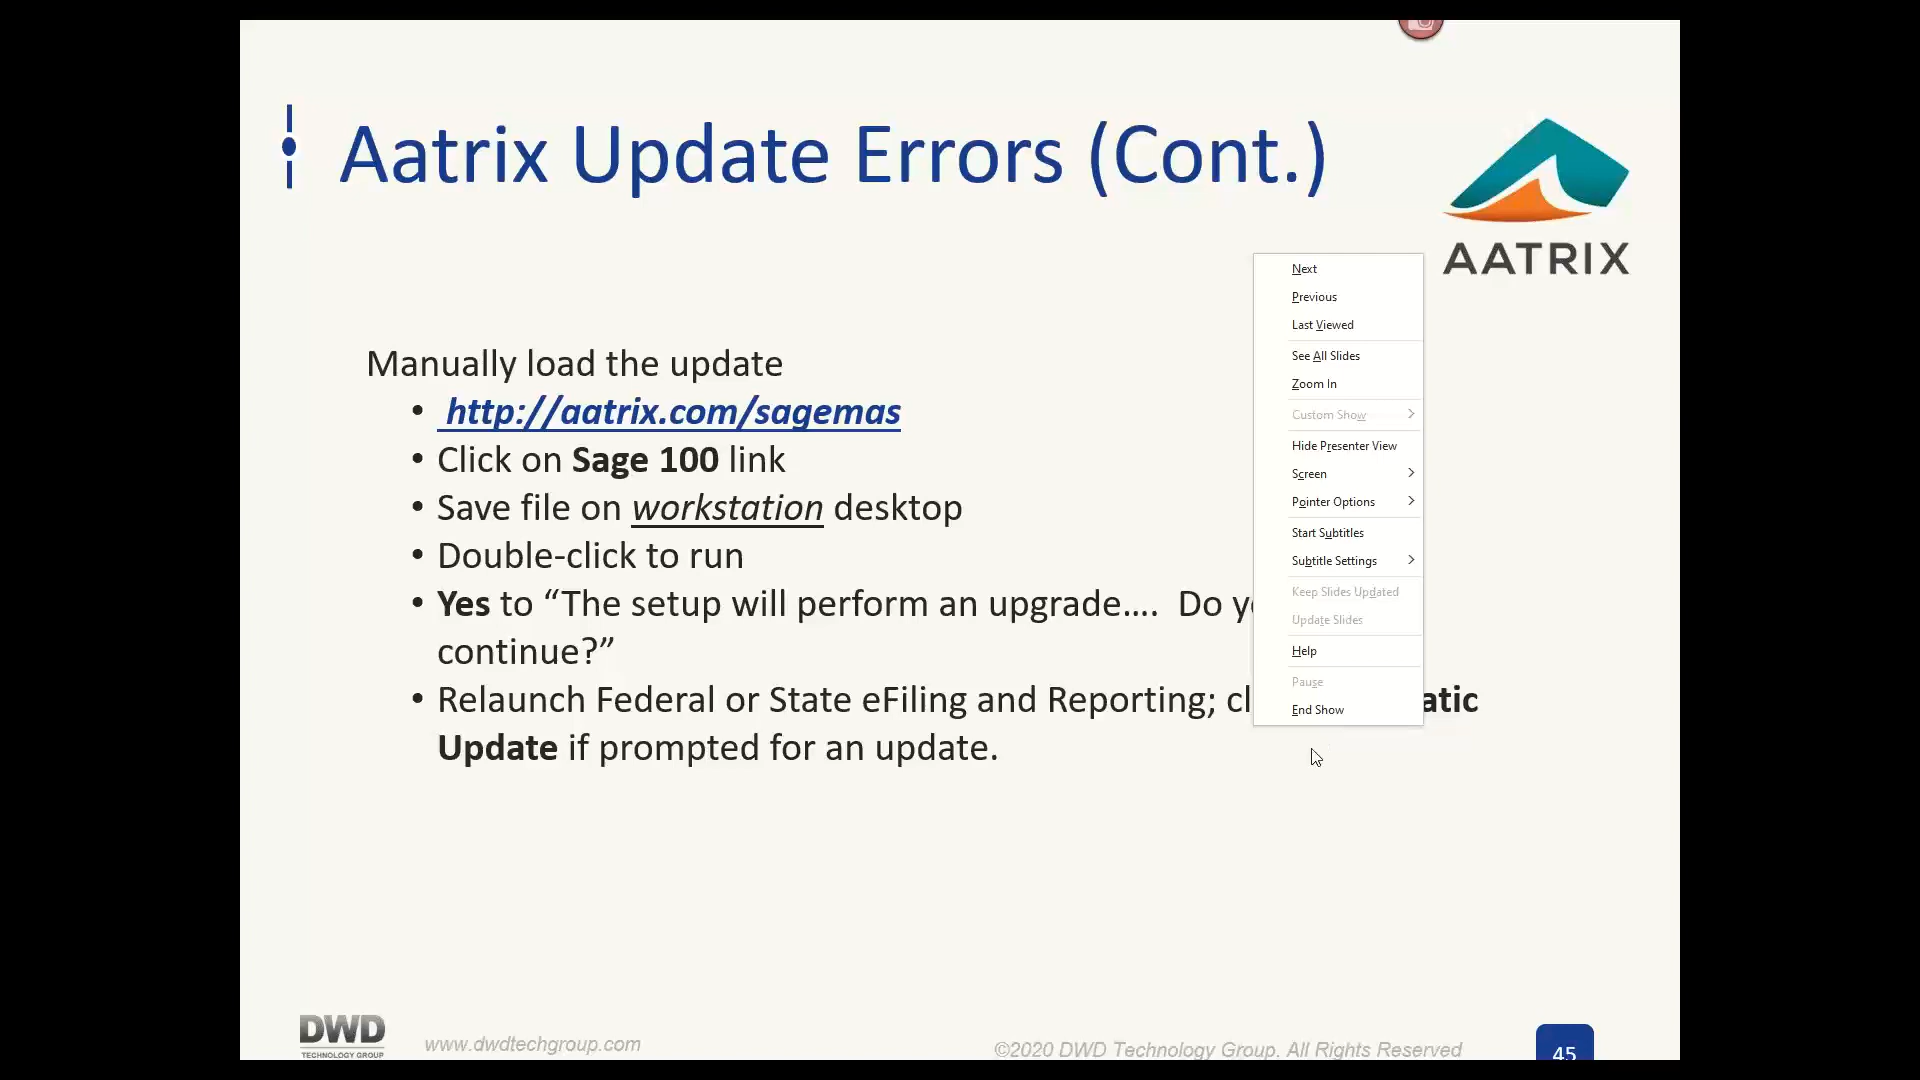 Aatrix Update Errors (Cont.)
AATRIX
Manually load the update
• http://aatrix.com/sagemas
• Click on Sage 100 link
• Save file on workstation desktop
• Double-click to run
• Yes to “The setup will perform an upgrade…. Do
continue?”
• Relaunch Federal or State eFiling and Reporting;
Update if prompted for an update.
Next
Previous
Last Viewed
See All Slides
Zoom In
Custom Show
Hide Presenter View
Screen
Pointer Options
Start Subtitles
Subtitle Settings
Keep Slides Updated
Update Slides
Help
Pause
End Show
DWD
TECHNOLOGY GROUP
www.dwdtechgroup.com
©2020 DWD Technology Group. All Rights Reserved
45